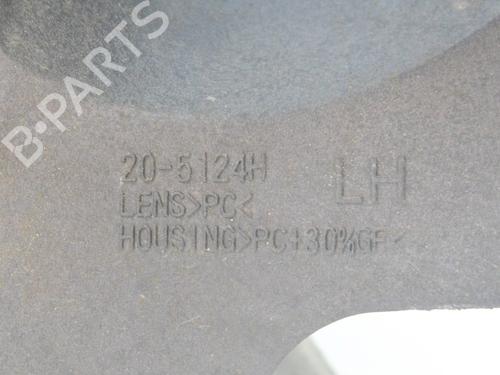 B-PARTS
20-5124H
LH
LENS>PC<
HOUSING>PC+30%GF<